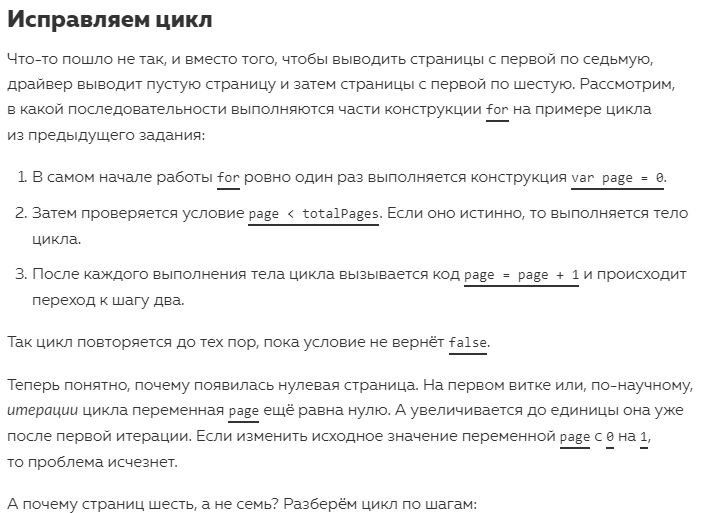 Исправляем цикл
Что-то пошло не так, и вместо того, чтобы выводить страницы с первой по седьмую,
драйвер выводит пустую страницу и затем страницы с первой по шестую. Рассмотрим,
в какой последовательности выполняются части конструкции for на примере цикла
из предыдущего задания:
1. В самом начале работы for ровно один раз выполняется конструкция var page = 0.
2. Затем проверяется условие page < totalPages. Если оно истинно, то выполняется тело
цикла.
3. После каждого выполнения тела цикла вызывается код page = page + 1 и происходит
переход к шагу два.
Так цикл повторяется до тех пор, пока условие не вернёт false.
Теперь понятно, почему появилась нулевая страница. На первом витке или, по-научному,
итерации цикла переменная page ещё равна нулю. А увеличивается до единицы она уже
после первой итерации. Если изменить исходное значение переменной page с 0 на 1,
то проблема исчезнет.
А почему страниц шесть, а не семь? Разберём цикл по шагам: